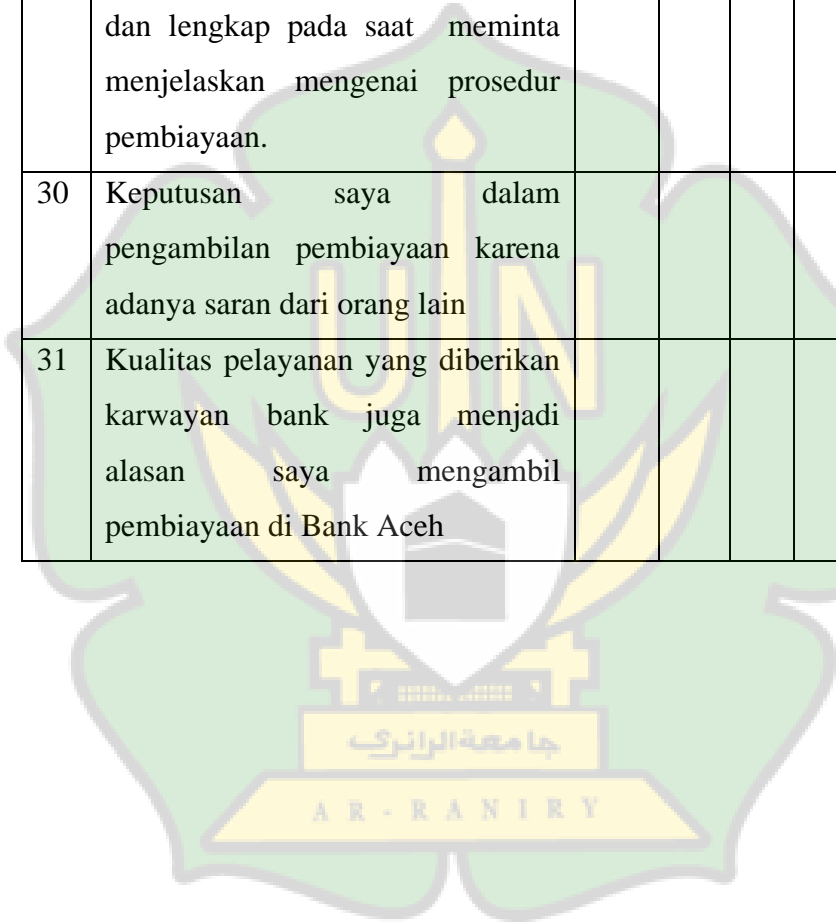 dan lengkap pada saat meminta
menjelaskan mengenai prosedur
pembiayaan.
30 Keputusan saya dalam
pengambilan pembiayaan karena
adanya saran dari orang lain
31 Kualitas pelayanan yang diberikan
karwayan bank juga menjadi
alasan saya mengambil
pembiayaan di Bank Aceh
UIN
جامعة الرانري
AR-RANIRY